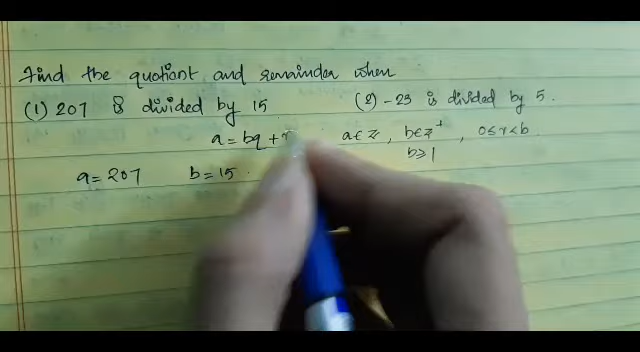 Find the quotient and remainder when
(1) 207 is divided by 15 (2) -23 is divided by 5.
a = bq + r a ∈ Z, b ∈ Z⁺, 0 ≤ r < b
b ≥ 1
a = 207 b = 15